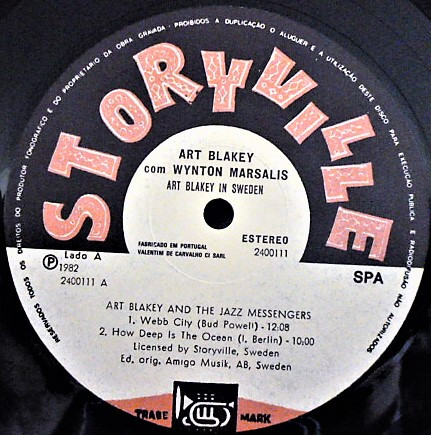 RESERVADOS TODOS OS DIREITOS DO PRODUTOR FONOGRAFICO E DO PROPRIETARIO DA OBRA GRAVADA · PROIBIDOS A DUPLICAÇÃO O ALUGUER E A UTILIZAÇÃO DESTE DISCO PARA EXECUÇÃO PUBLICA E RADIODIFUSÃO NÃO AUTORIZADOS
STORYVILLE
ART BLAKEY
com WYNTON MARSALIS
ART BLAKEY IN SWEDEN
FABRICADO EM PORTUGAL
VALENTIM DE CARVALHO CI SARL
ESTEREO
2400111
Lado A
Ⓟ 1982
2400111 A
SPA
ART BLAKEY AND THE JAZZ MESSENGERS
1. Webb City (Bud Powell) - 12:08
2. How Deep Is The Ocean (I. Berlin) - 10:00
Licensed by Storyville, Sweden
Ed. orig. Amigo Musik, AB, Sweden
TRADE MARK